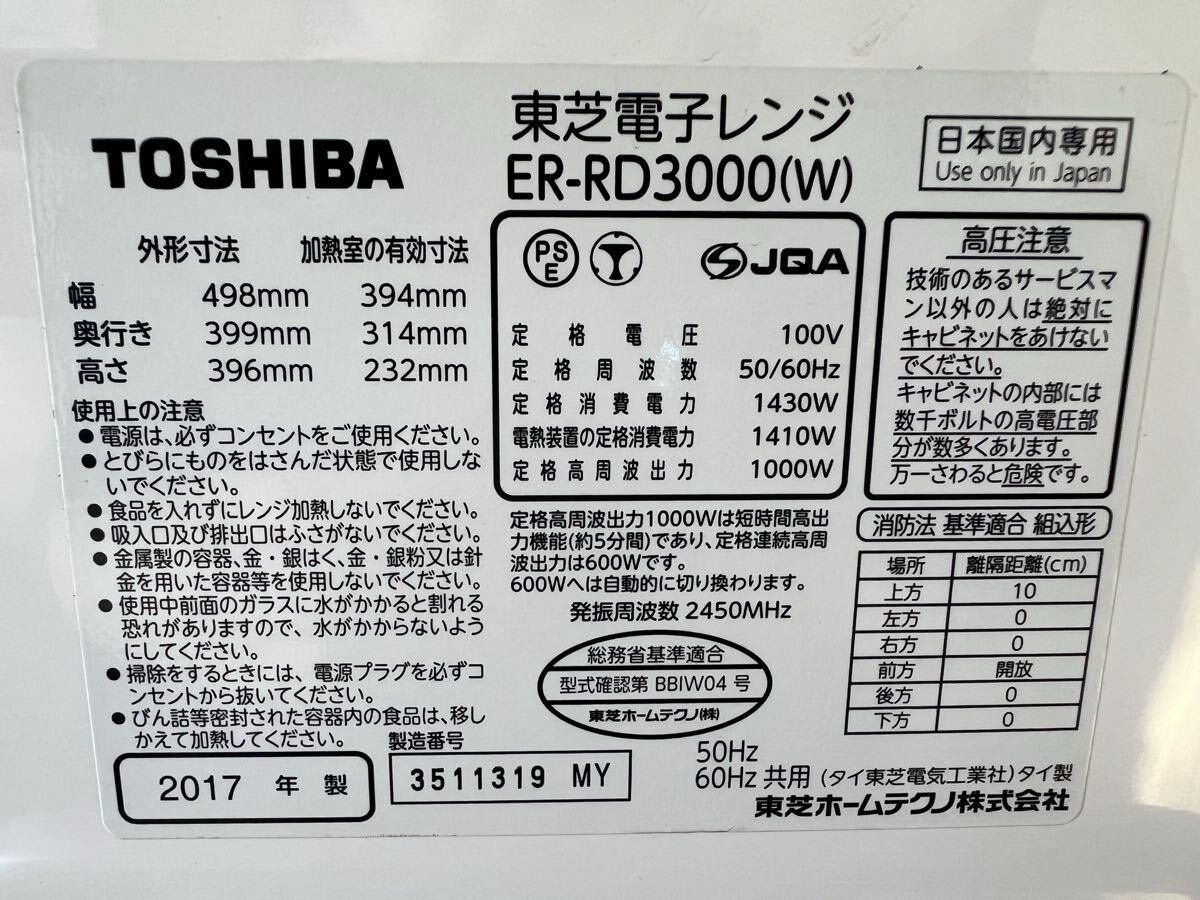 TOSHIBA
東芝電子レンジ
ER-RD3000(W)
日本国内専用
Use only in Japan
外形寸法 加熱室の有効寸法
幅 498mm 394mm
奥行き 399mm 314mm
高さ 396mm 232mm
使用上の注意
●電源は、必ずコンセントをご使用ください。
●とびらにものをはさんだ状態で使用しな
いでください。
●食品を入れずにレンジ加熱しないでください。
●吸入口及び排出口はふさがないでください。
●金属製の容器、金・銀はく、金・銀粉又は針
金を用いた容器等を使用しないでください。
●使用中前面のガラスに水がかかると割れる
恐れがありますので、水がかからないよう
にしてください。
●掃除をするときには、電源プラグを必ずコ
ンセントから抜いてください。
●びん詰等密封された容器内の食品は、移し
かえて加熱してください。
2017 年 製
製造番号
3511319 MY
PS
E
JQA
定格電圧 100V
定格周波数 50/60Hz
定格消費電力 1430W
電熱装置の定格消費電力 1410W
定格高周波出力 1000W
定格高周波出力1000Wは短時間高出
力機能(約5分間)であり、定格連続高周
波出力は600Wです。
600Wへは自動的に切り換わります。
発振周波数 2450MHz
総務省基準適合
型式確認第 BBIW04 号
東芝ホームテクノ(株)
高圧注意
技術のあるサービスマ
ン以外の人は絶対に
キャビネットをあけない
でください。
キャビネットの内部には
数千ボルトの高電圧部
分が数多くあります。
万一さわると危険です。
消防法 基準適合 組込形
場所 離隔距離(cm)
上方 10
左方 0
右方 0
前方 開放
後方 0
下方 0
50Hz
60Hz 共用 (タイ東芝電気工業社)タイ製
東芝ホームテクノ株式会社